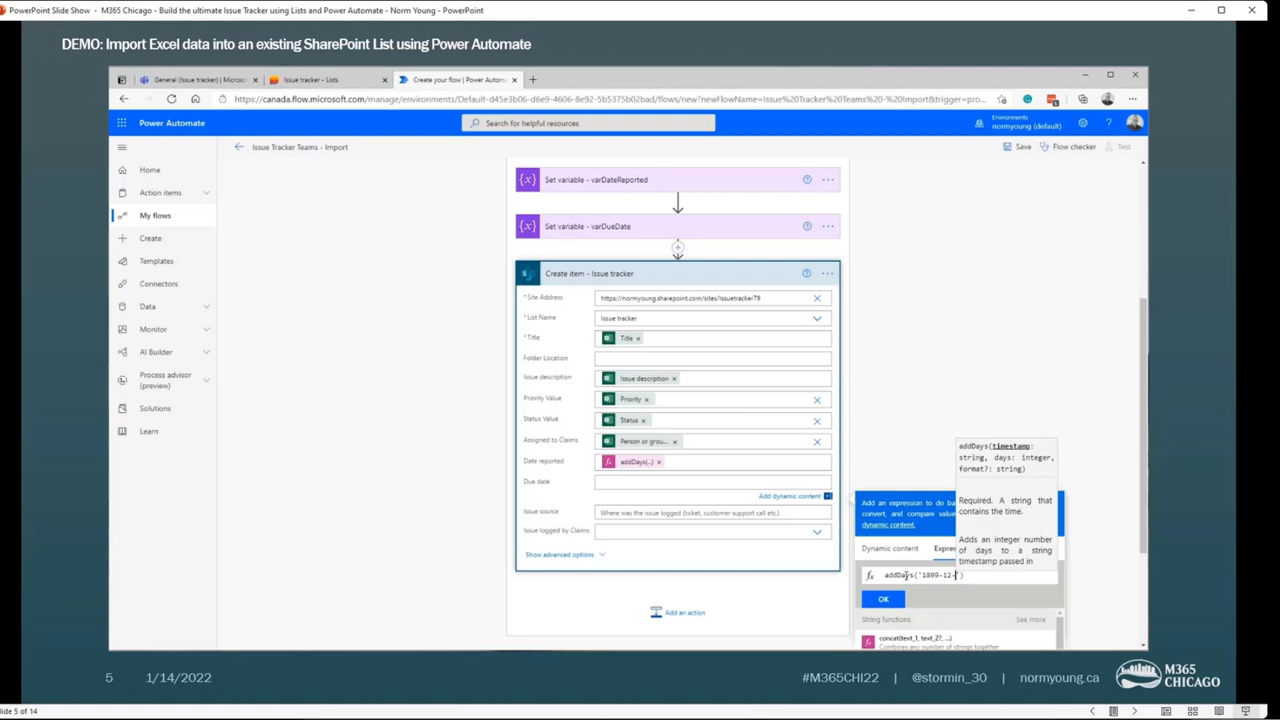 PowerPoint Slide Show - M365 Chicago - Build the ultimate Issue Tracker using Lists and Power Automate - Norm Young - PowerPoint
DEMO: Import Excel data into an existing SharePoint List using Power Automate
General (Issue tracker) | Microsoft
Issue tracker - Lists
Create your flow | Power Autom
https://canada.flow.microsoft.com/manage/environments/Default-d45e3b06-d6e9-4606-8e92-5b5375b02bad/flows/new?newFlowName=Issue%20Tracker%20Teams%20-%20Import&trigger=pro...
Power Automate
Search for helpful resources
Environments
normyoung (default)
Issue Tracker Teams - Import
Save
Flow checker
Test
Home
Action items
My flows
Create
Templates
Connectors
Data
Monitor
AI Builder
Process advisor
(preview)
Solutions
Learn
Set variable - varDateReported
Set variable - varDueDate
Create item - Issue tracker
* Site Address
https://normyoung.sharepoint.com/sites/Issuetracker79
* List Name
Issue tracker
* Title
Title
Folder Location
Issue description
Issue description
Priority Value
Priority
Status Value
Status
Assigned to Claims
Person or grou...
Date reported
addDays(...)
Due date
Add dynamic content
Issue source
Where was the issue logged (ticket, customer support call etc.)
Issue logged by Claims
Show advanced options
Add an action
addDays(timestamp:
string, days: integer,
format?: string)
Required. A string that
contains the time.
Adds an integer number
of days to a string
timestamp passed in
Add an expression to do ba
convert, and compare value
dynamic content.
Dynamic content
Expre
fx addDays('1899-12-')
OK
String functions
See more
concat(text_1, text_2?, ...)
Combines any number of strings together
5
1/14/2022
#M365CHI22 | @stormin_30 | normyoung.ca
M365
CHICAGO
Slide 5 of 14